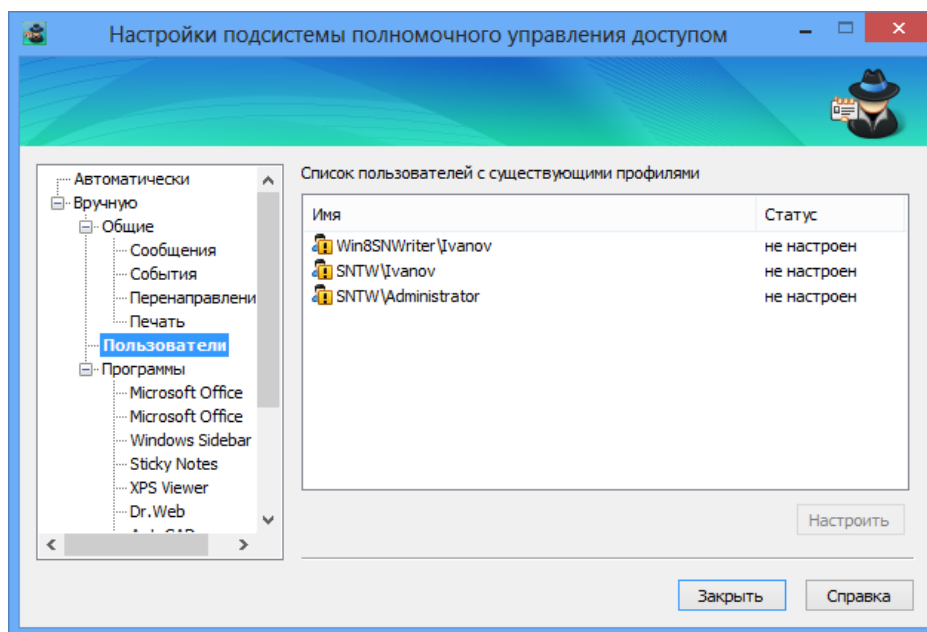 Настройки подсистемы полномочного управления доступом
Автоматически
Вручную
Общие
Сообщения
События
Перенаправлени
Печать
Пользователи
Программы
Microsoft Office
Microsoft Office
Windows Sidebar
Sticky Notes
XPS Viewer
Dr.Web
Список пользователей с существующими профилями
Имя Статус
Win8SNWriter\Ivanov не настроен
SNTW\Ivanov не настроен
SNTW\Administrator не настроен
Настроить
Закрыть Справка